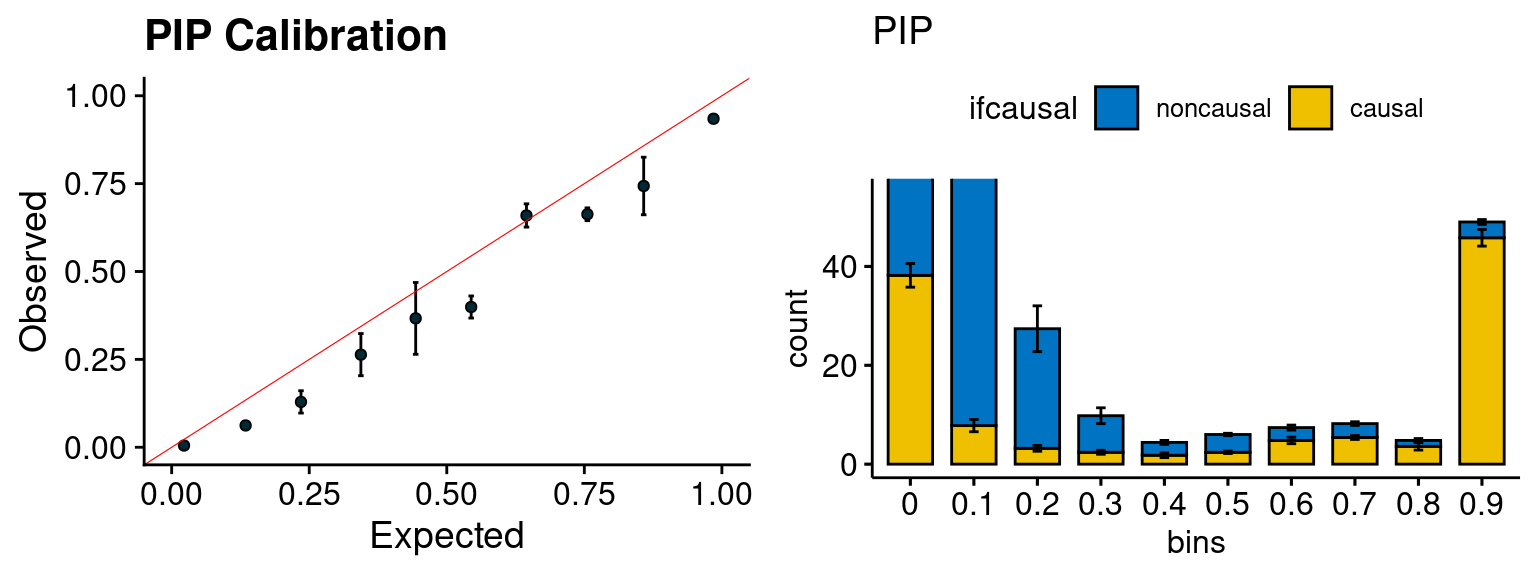 PIP Calibration
Observed
1.00
0.75
0.50
0.25
0.00
0.00 0.25 0.50 0.75 1.00
Expected
PIP
ifcausal noncausal causal
count
40
20
0
0 0.1 0.2 0.3 0.4 0.5 0.6 0.7 0.8 0.9
bins